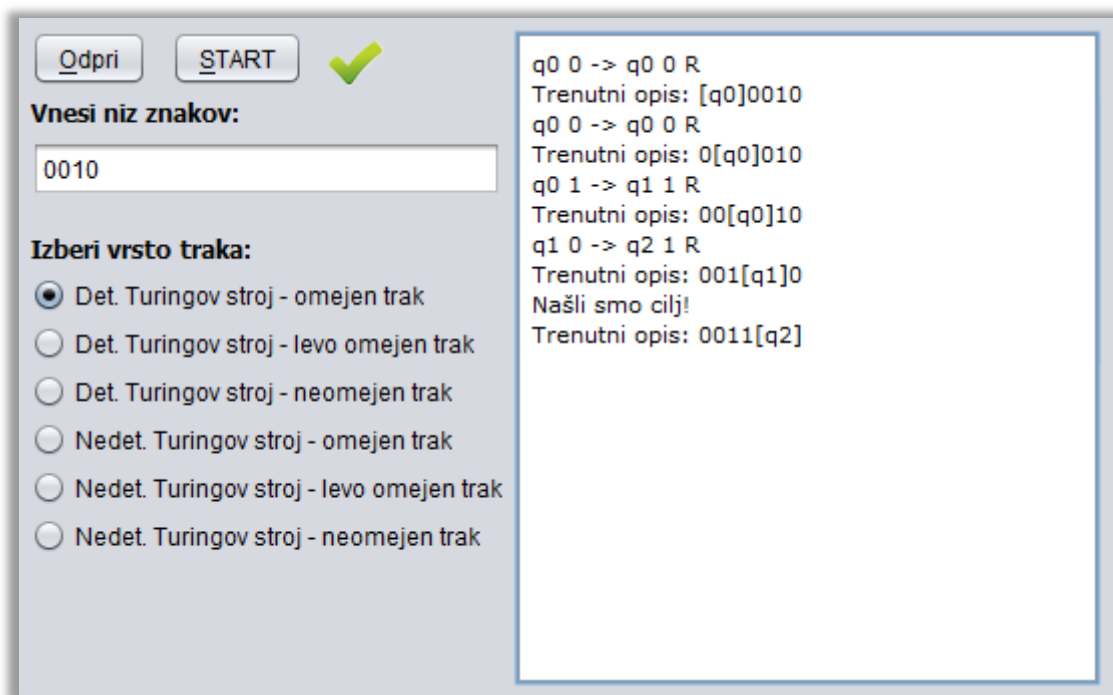 Odpri START
Vnesi niz znakov:
0010
Izberi vrsto traka:
Det. Turingov stroj - omejen trak
Det. Turingov stroj - levo omejen trak
Det. Turingov stroj - neomejen trak
Nedet. Turingov stroj - omejen trak
Nedet. Turingov stroj - levo omejen trak
Nedet. Turingov stroj - neomejen trak
q0 0 -> q0 0 R
Trenutni opis: [q0]0010
q0 0 -> q0 0 R
Trenutni opis: 0[q0]010
q0 1 -> q1 1 R
Trenutni opis: 00[q0]10
q1 0 -> q2 1 R
Trenutni opis: 001[q1]0
Našli smo cilj!
Trenutni opis: 0011[q2]